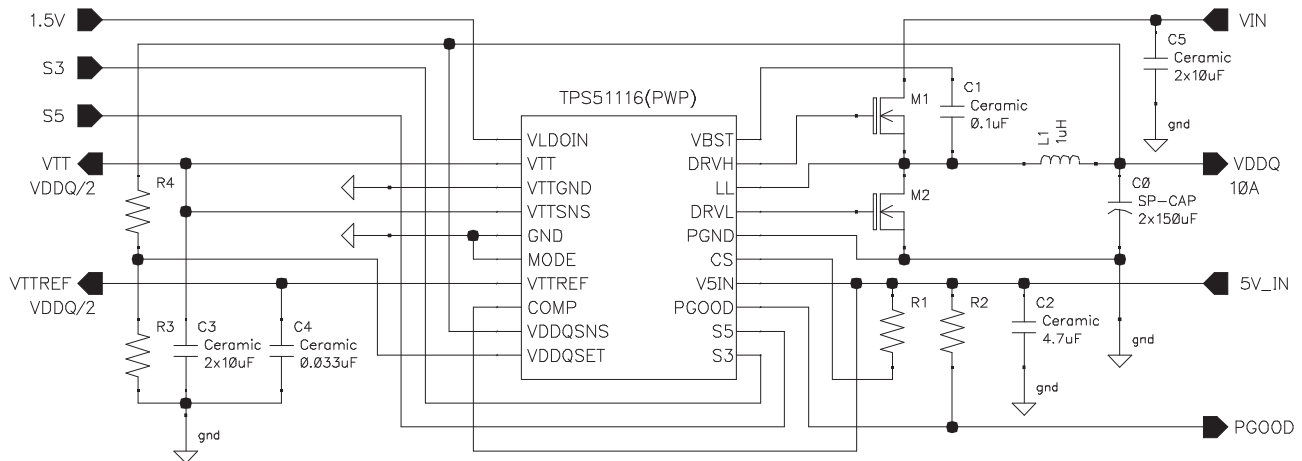 1.5V
S3
S5
VTT
VDDQ/2
VTTREF
VDDQ/2
R4
R3
C3
Ceramic
2x10uF
C4
Ceramic
0.033uF
gnd
TPS51116(PWP)
VLDOIN
VTT
VTTGND
VTTSNS
GND
MODE
VTTREF
COMP
VDDQSNS
VDDQSET
VBST
DRVH
LL
DRVL
PGND
CS
V5IN
PGOOD
S5
S3
M1
M2
C1
Ceramic
0.1uF
L1
1uH
C5
Ceramic
2x10uF
gnd
VIN
VDDQ
10A
C0
SP-CAP
2x150uF
R1
R2
C2
Ceramic
4.7uF
gnd
gnd
5V_IN
PGOOD